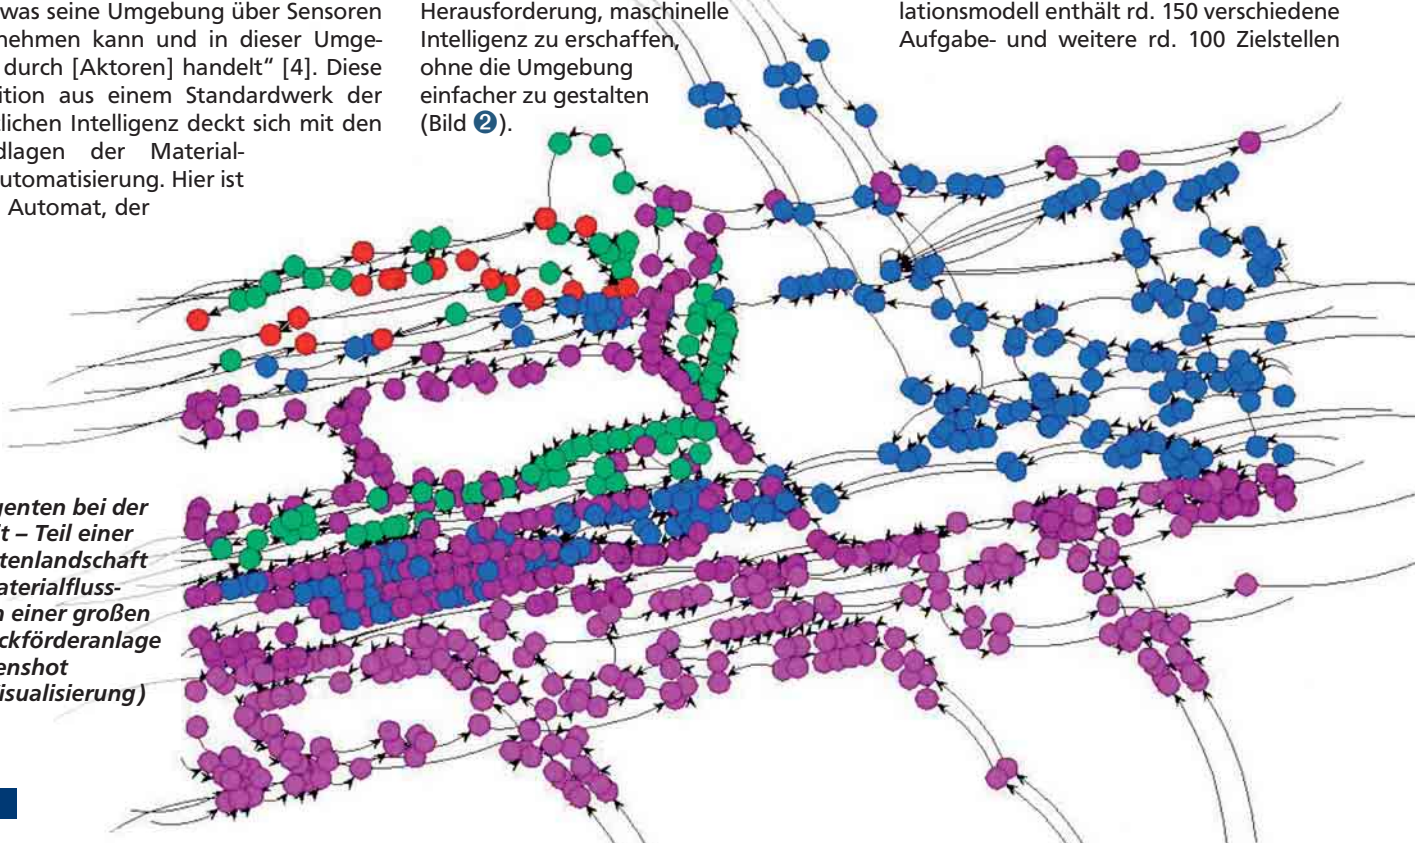 was seine Umgebung über Sensoren
nehmen kann und in dieser Umge-
durch [Aktoren] handelt“ [4]. Diese
ition aus einem Standardwerk der
tlichen Intelligenz deckt sich mit den
dlagen der Material-
utomatisierung. Hier ist
Automat, der
Herausforderung, maschinelle
Intelligenz zu erschaffen,
ohne die Umgebung
einfacher zu gestalten
(Bild ❷).
lationsmodell enthält rd. 150 verschiedene
Aufgabe- und weitere rd. 100 Zielstellen
genten bei der
t – Teil einer
tenlandschaft
aterialfluss-
n einer großen
ckförderanlage
enshot
isualisierung)